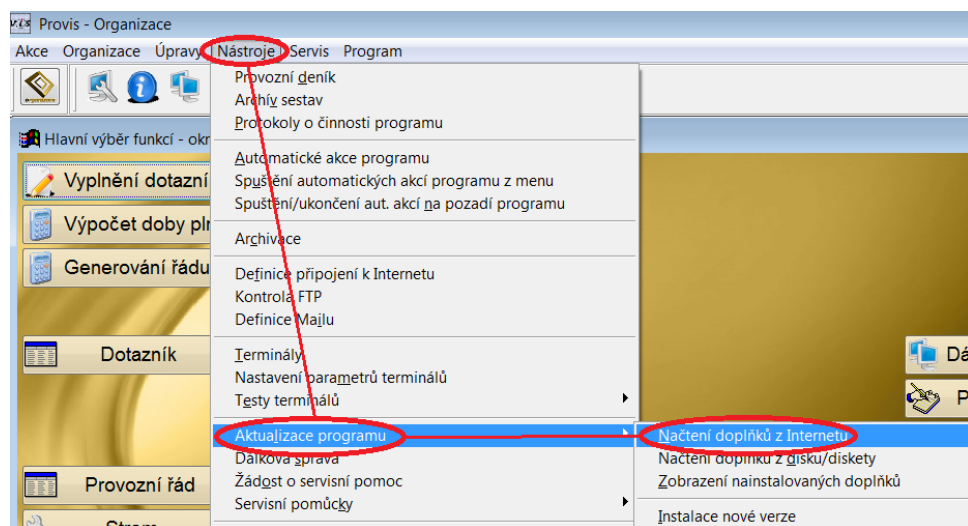 Provis - Organizace
Akce Organizace Úpravy Nástroje Servis Program
Provozní deník
Archív sestav
Protokoly o činnosti programu
Automatické akce programu
Spuštění automatických akcí programu z menu
Spuštění/ukončení aut. akcí na pozadí programu
Archivace
Definice připojení k Internetu
Kontrola FTP
Definice Mailu
Terminály
Nastavení parametrů terminálů
Testy terminálů
Aktualizace programu
Dálková správa
Žádost o servisní pomoc
Servisní pomůcky
Načtení doplňků z Internetu
Načtení doplňků z disku/diskety
Zobrazení nainstalovaných doplňků
Instalace nové verze
Hlavní výběr funkcí - okr
Vyplnění dotazní
Výpočet doby plr
Generování řádu
Dotazník
Provozní řád
Strom
Dá
P